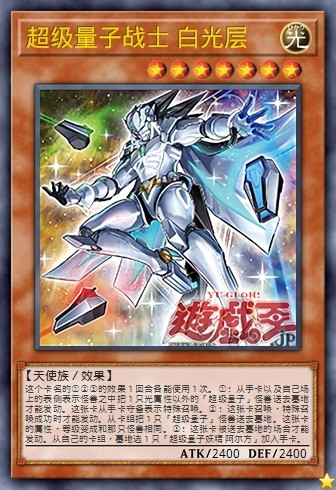 超级量子战士 白光层
光
YU-GI-OH!
遊戯王
.JP
【天使族／效果】
这个卡名的①②③的效果1回合各能使用1次。①：从手卡以及自己场
上的表侧表示怪兽之中把1只光属性以外的「超级量子」怪兽送去墓地
才能发动。这张卡从手卡守备表示特殊召唤。②：这张卡召唤·特殊召
唤成功时才能发动。从卡组把1只「超级量子」怪兽送去墓地。这张卡
的属性·等级变成和那只怪兽相同。③：这张卡被送去墓地的场合才能
发动。从自己的卡组·墓地选1只「超级量子妖精 阿尔方」加入手卡。
ATK/2400 DEF/2400